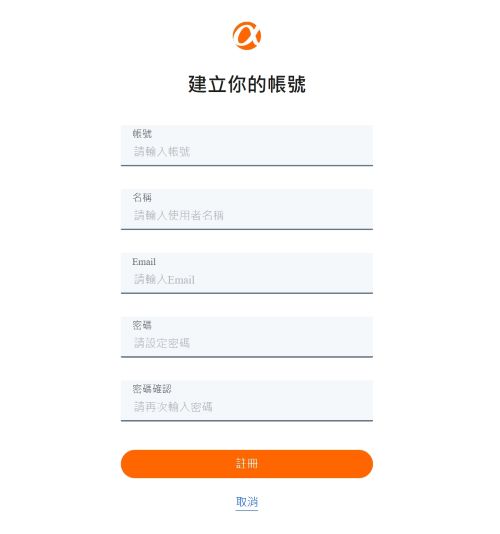 建立你的帳號
帳號
請輸入帳號
名稱
請輸入使用者名稱
Email
請輸入Email
密碼
請設定密碼
密碼確認
請再次輸入密碼
註冊
取消